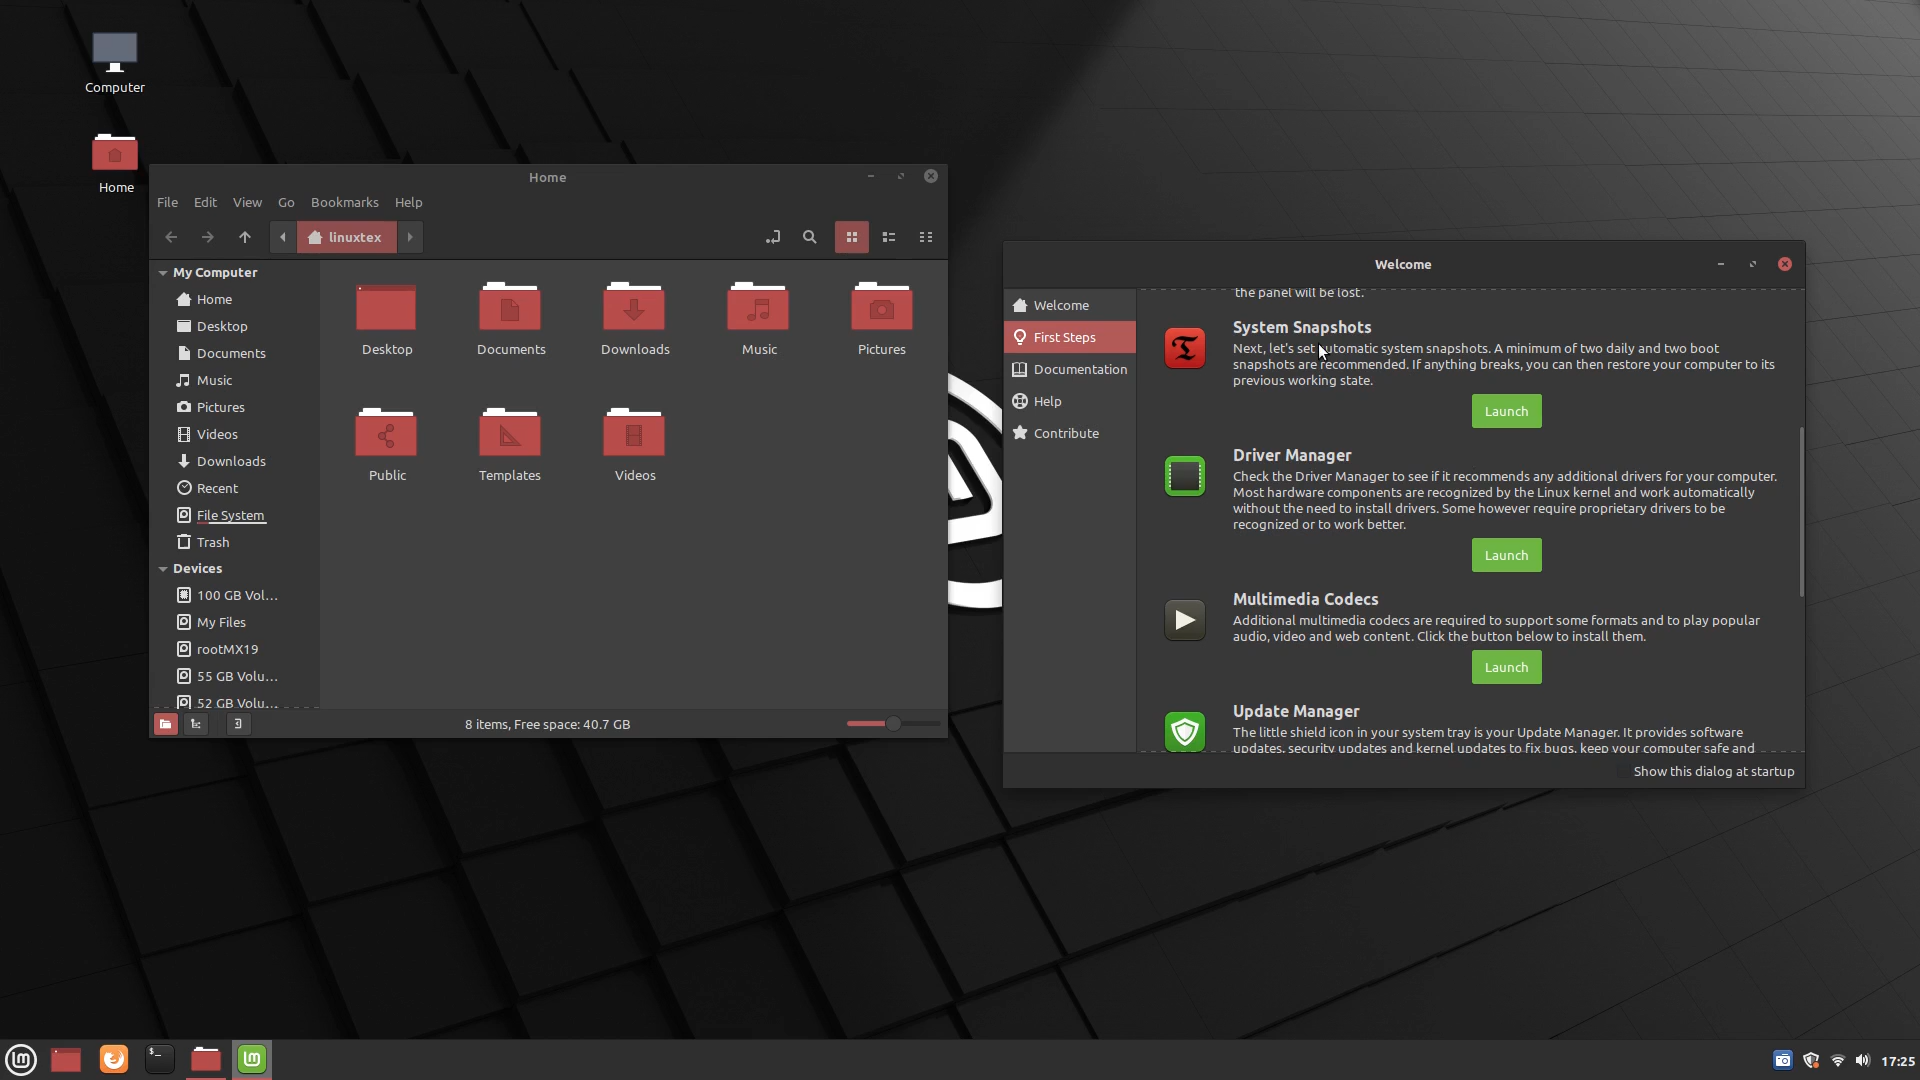 Computer
Home
Home
File Edit View Go Bookmarks Help
linuxtex
My Computer
Home
Desktop
Documents
Music
Pictures
Videos
Downloads
Recent
File System
Trash
Devices
100 GB Vol...
My Files
rootMX19
55 GB Volu...
52 GB Volu...
Desktop Documents Downloads Music Pictures
Public Templates Videos
8 items, Free space: 40.7 GB
Welcome
Welcome
First Steps
Documentation
Help
Contribute
the panel will be lost.
System Snapshots
Next, let's set automatic system snapshots. A minimum of two daily and two boot
snapshots are recommended. If anything breaks, you can then restore your computer to its
previous working state.
Launch
Driver Manager
Check the Driver Manager to see if it recommends any additional drivers for your computer.
Most hardware components are recognized by the Linux kernel and work automatically
without the need to install drivers. Some however require proprietary drivers to be
recognized or to work better.
Launch
Multimedia Codecs
Additional multimedia codecs are required to support some formats and to play popular
audio, video and web content. Click the button below to install them.
Launch
Update Manager
The little shield icon in your system tray is your Update Manager. It provides software
updates, security updates and kernel updates to fix bugs, keep your computer safe and
Show this dialog at startup
$_
17:25